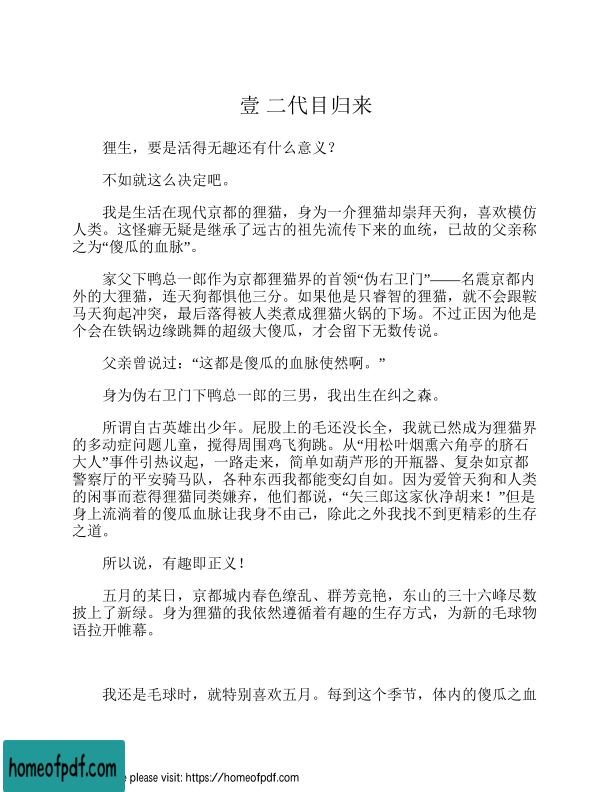 壹 二代目归来
狸生，要是活得无趣还有什么意义？
不如就这么决定吧。
我是生活在现代京都的狸猫，身为一介狸猫却崇拜天狗，喜欢模仿
人类。这怪癖无疑是继承了远古的祖先流传下来的血统，已故的父亲称
之为“傻瓜的血脉”。
家父下鸭总一郎作为京都狸猫界的首领“伪右卫门”——名震京都内
外的大狸猫，连天狗都惧他三分。如果他是只睿智的狸猫，就不会跟鞍
马天狗起冲突，最后落得被人类煮成狸猫火锅的下场。不过正因为他是
个会在铁锅边缘跳舞的超级大傻瓜，才会留下无数传说。
父亲曾说过：“这都是傻瓜的血脉使然啊。”
身为伪右卫门下鸭总一郎的三男，我出生在纠之森。
所谓自古英雄出少年。屁股上的毛还没长全，我就已然成为狸猫界
的多动症问题儿童，搅得周围鸡飞狗跳。从“用松叶烟熏六角亭的脐石
大人”事件引热议起，一路走来，简单如葫芦形的开瓶器、复杂如京都
警察厅的平安骑马队，各种东西我都能变幻自如。因为爱管天狗和人类
的闲事而惹得狸猫同类嫌弃，他们都说，“矢三郎这家伙净胡来！”但是
身上流淌着的傻瓜血脉让我身不由己，除此之外我找不到更精彩的生存
之道。
所以说，有趣即正义！
五月的某日，京都城内春色缭乱、群芳竞艳，东山的三十六峰尽数
披上了新绿。身为狸猫的我依然遵循着有趣的生存方式，为新的毛球物
语拉开帷幕。
我还是毛球时，就特别喜欢五月。每到这个季节，体内的傻瓜之血
homeofpdf.com
e please visit: https://homeofpdf.com